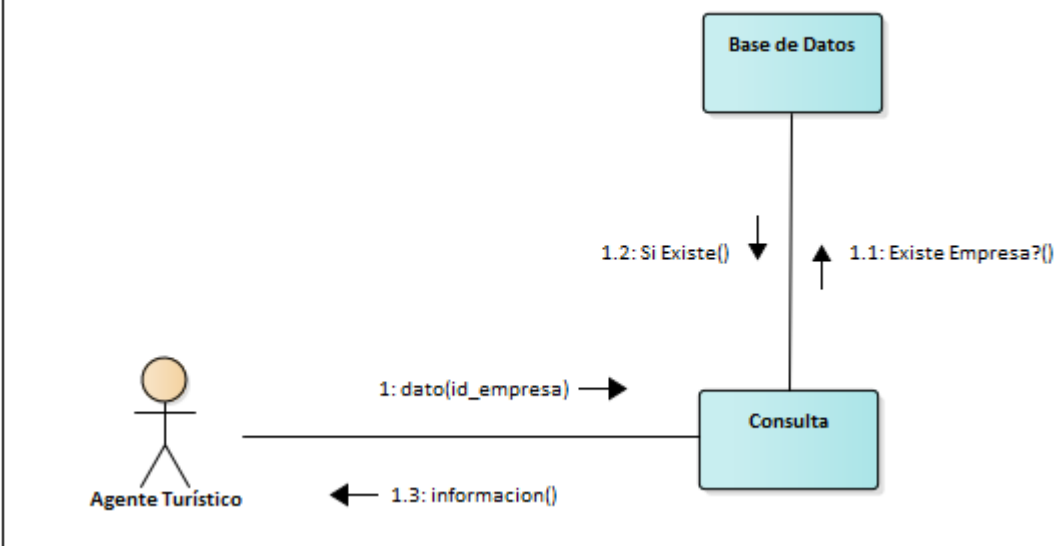 Base de Datos
1.2: Si Existe()
1.1: Existe Empresa?()
1: dato(id_empresa)
Consulta
Agente Turístico
1.3: informacion()